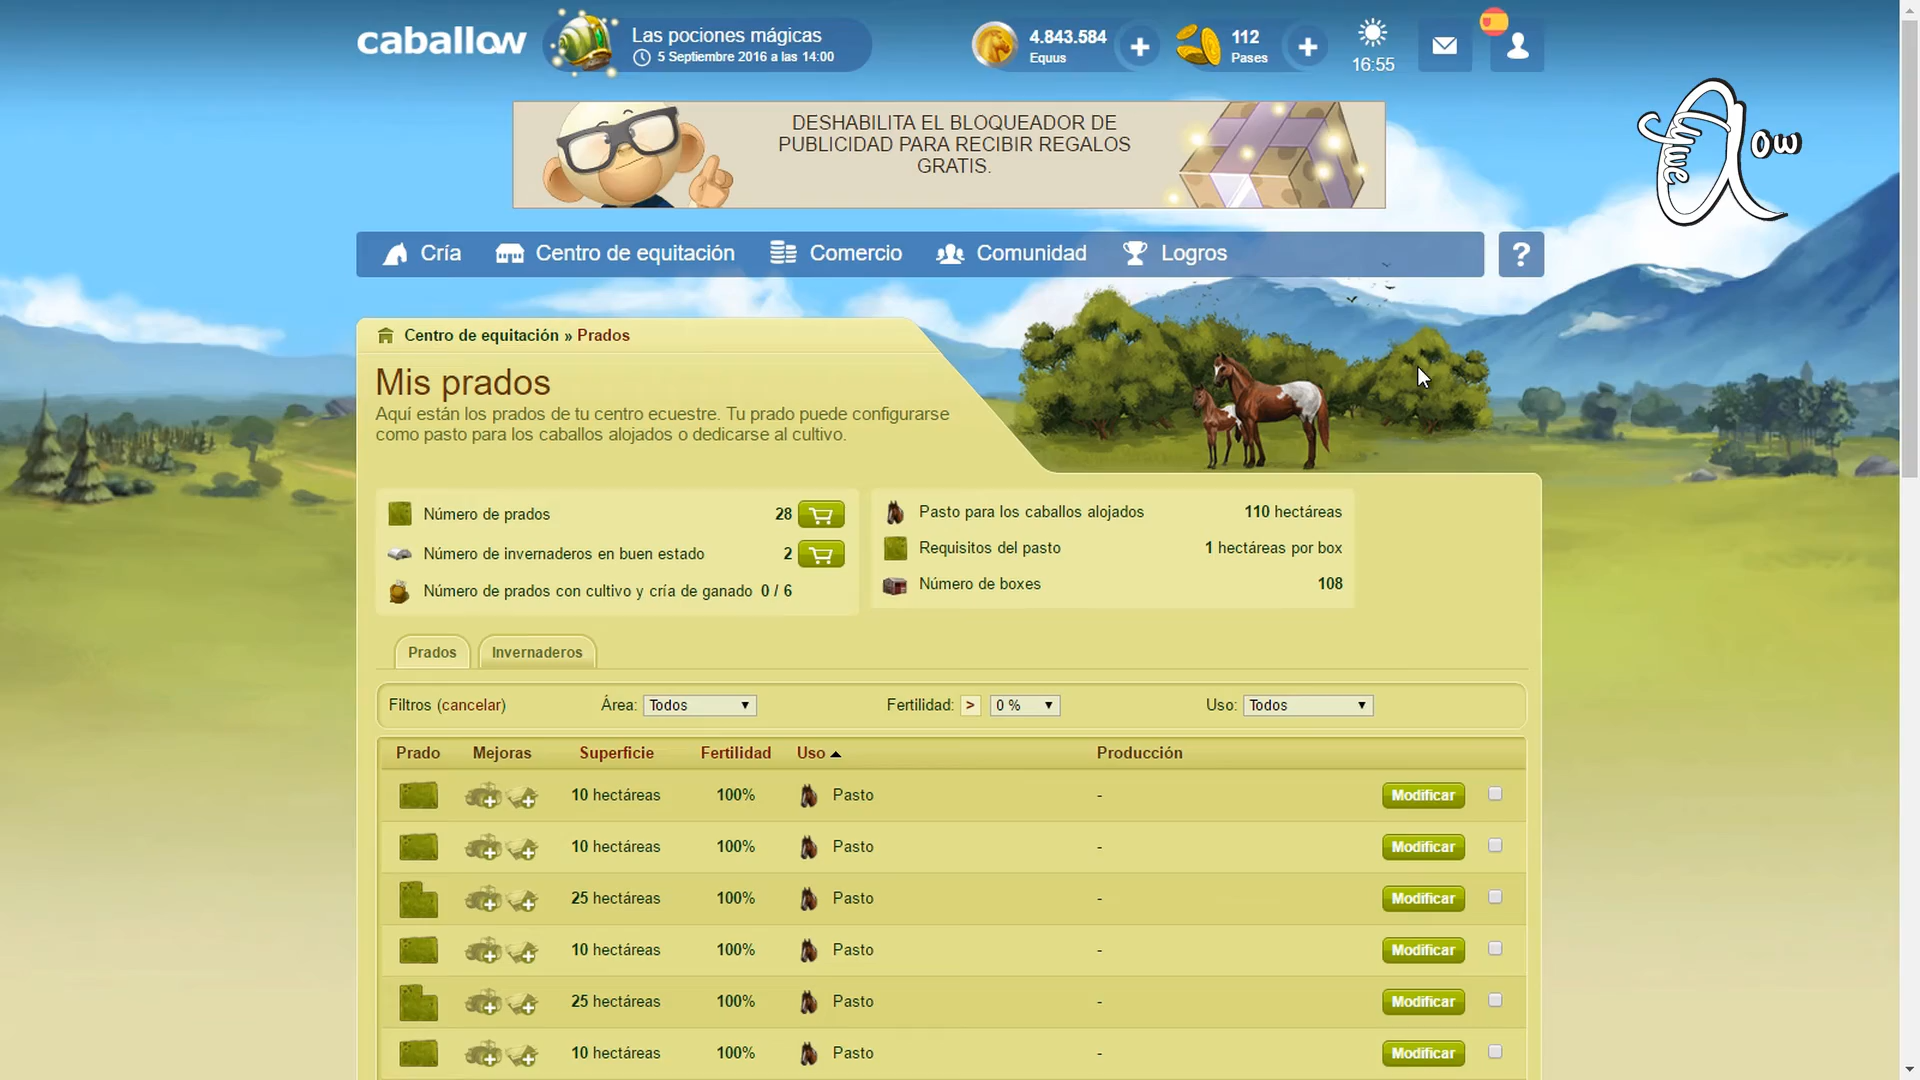 caballow
Las pociones mágicas
5 Septiembre 2016 a las 14:00
4.843.584
Equus
112
Pases
16:55
DESHABILITA EL BLOQUEADOR DE
PUBLICIDAD PARA RECIBIR REGALOS
GRATIS.
Cría
Centro de equitación
Comercio
Comunidad
Logros
?
Centro de equitación » Prados
Mis prados
Aquí están los prados de tu centro ecuestre. Tu prado puede configurarse
como pasto para los caballos alojados o dedicarse al cultivo.
Número de prados 28
Número de invernaderos en buen estado 2
Número de prados con cultivo y cría de ganado 0 / 6
Pasto para los caballos alojados 110 hectáreas
Requisitos del pasto 1 hectáreas por box
Número de boxes 108
Prados Invernaderos
Filtros (cancelar) Área: Todos Fertilidad: > 0 % Uso: Todos
Prado Mejoras Superficie Fertilidad Uso Producción
10 hectáreas 100% Pasto - Modificar
10 hectáreas 100% Pasto - Modificar
25 hectáreas 100% Pasto - Modificar
10 hectáreas 100% Pasto - Modificar
25 hectáreas 100% Pasto - Modificar
10 hectáreas 100% Pasto - Modificar